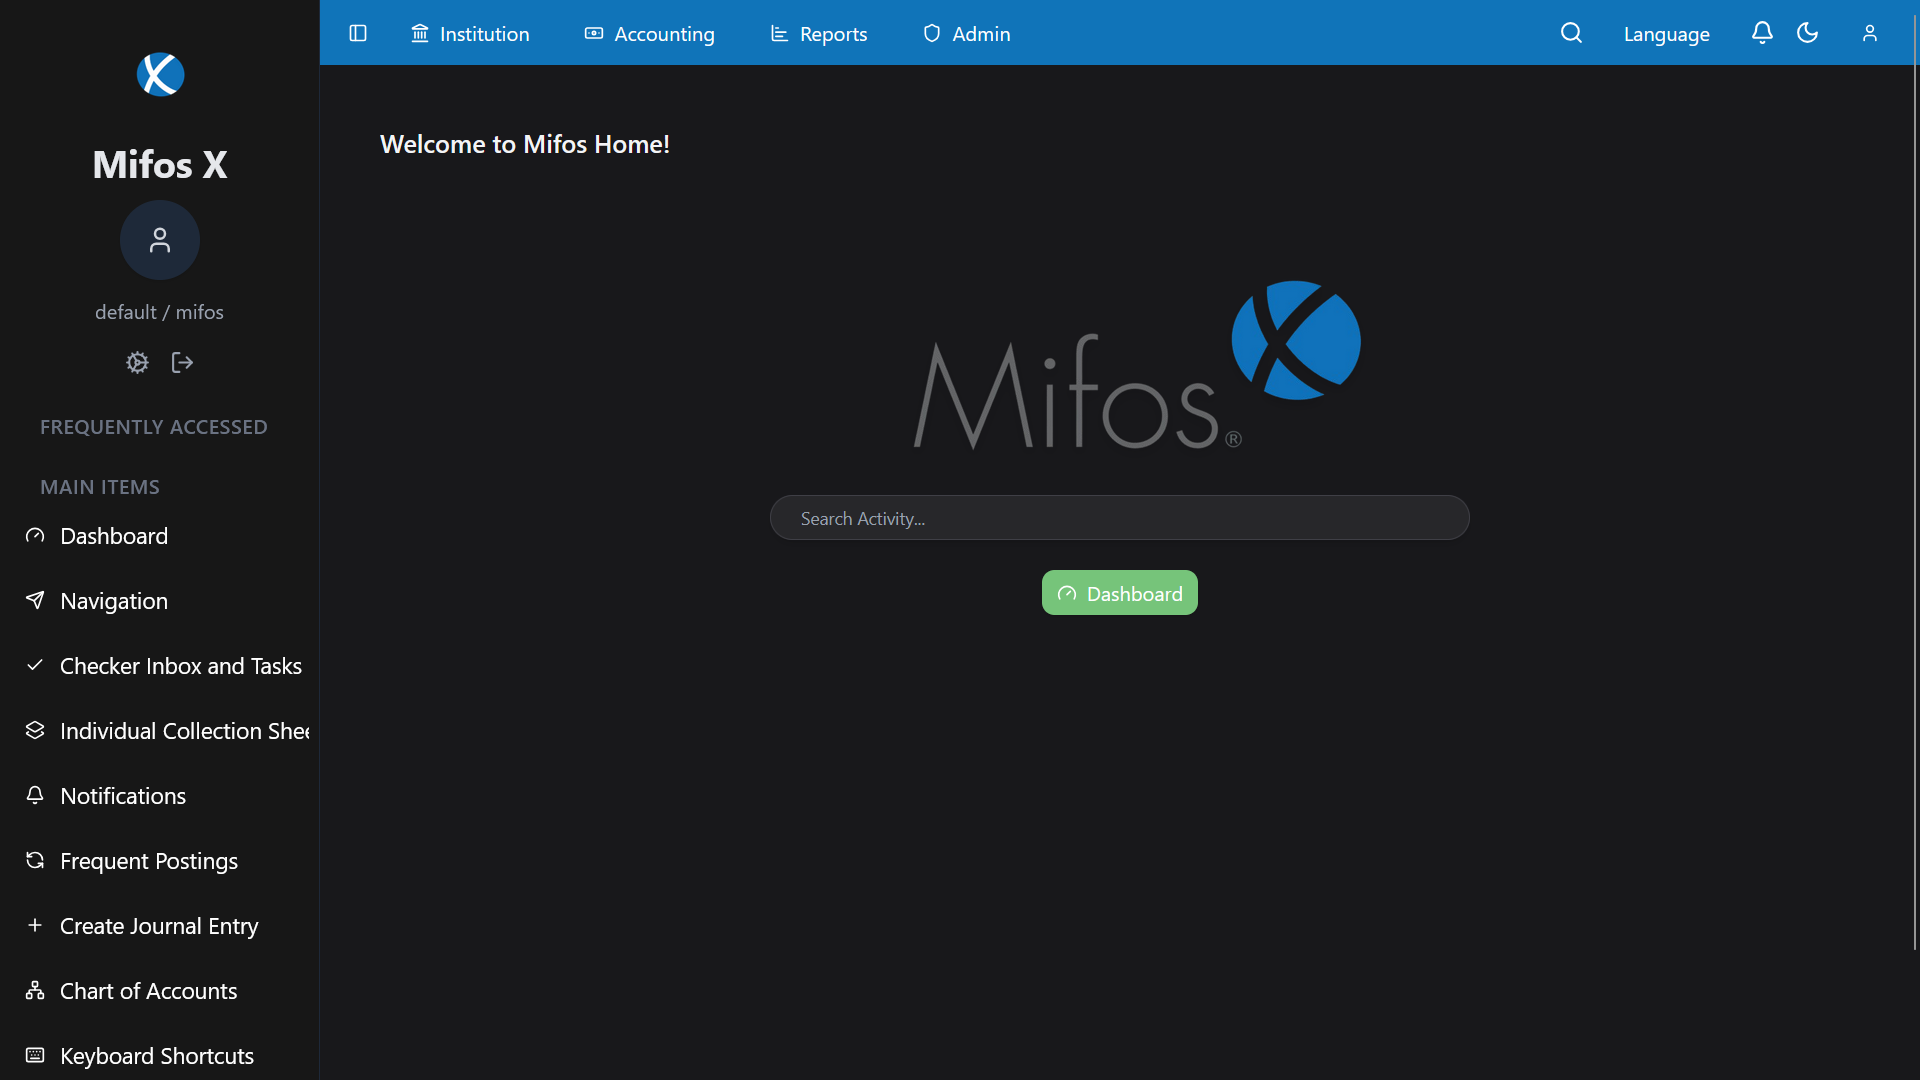 Mifos X
default / mifos
FREQUENTLY ACCESSED
MAIN ITEMS
Dashboard
Navigation
Checker Inbox and Tasks
Individual Collection Shee
Notifications
Frequent Postings
Create Journal Entry
Chart of Accounts
Keyboard Shortcuts
Institution
Accounting
Reports
Admin
Language
Welcome to Mifos Home!
Mifos®
Search Activity...
Dashboard